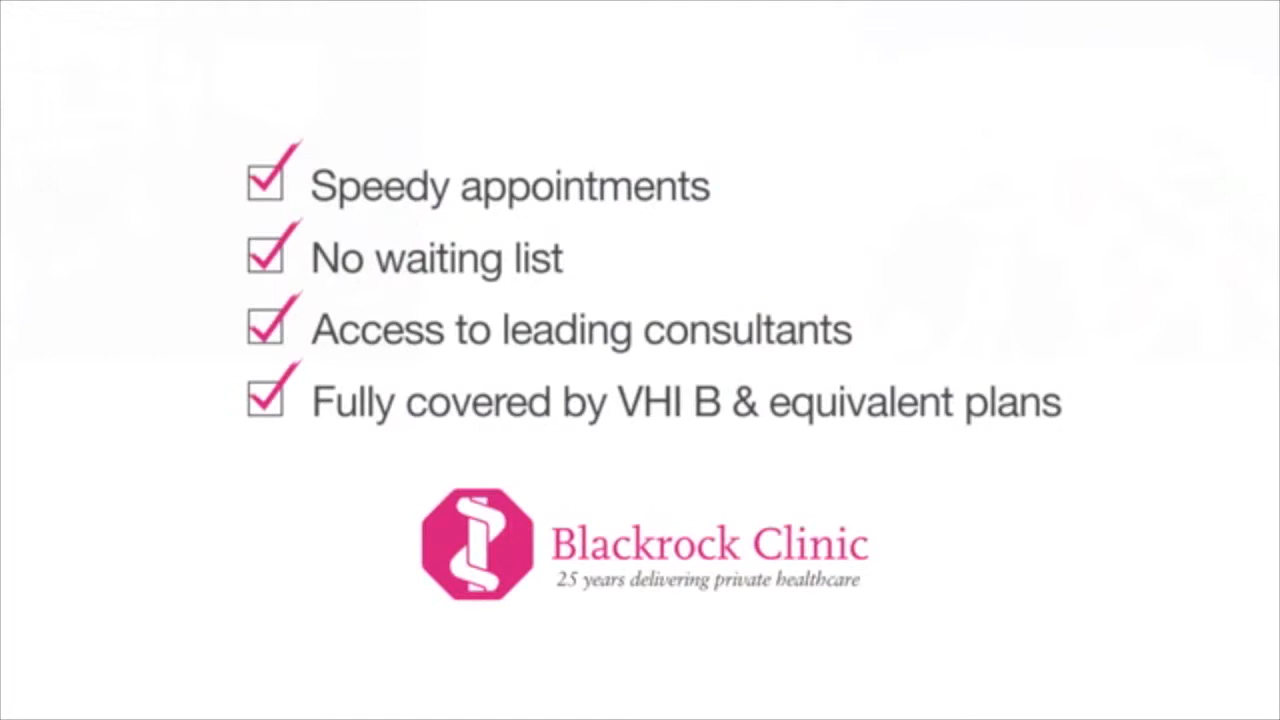 Speedy appointments
No waiting list
Access to leading consultants
Fully covered by VHI B & equivalent plans
Blackrock Clinic
25 years delivering private healthcare